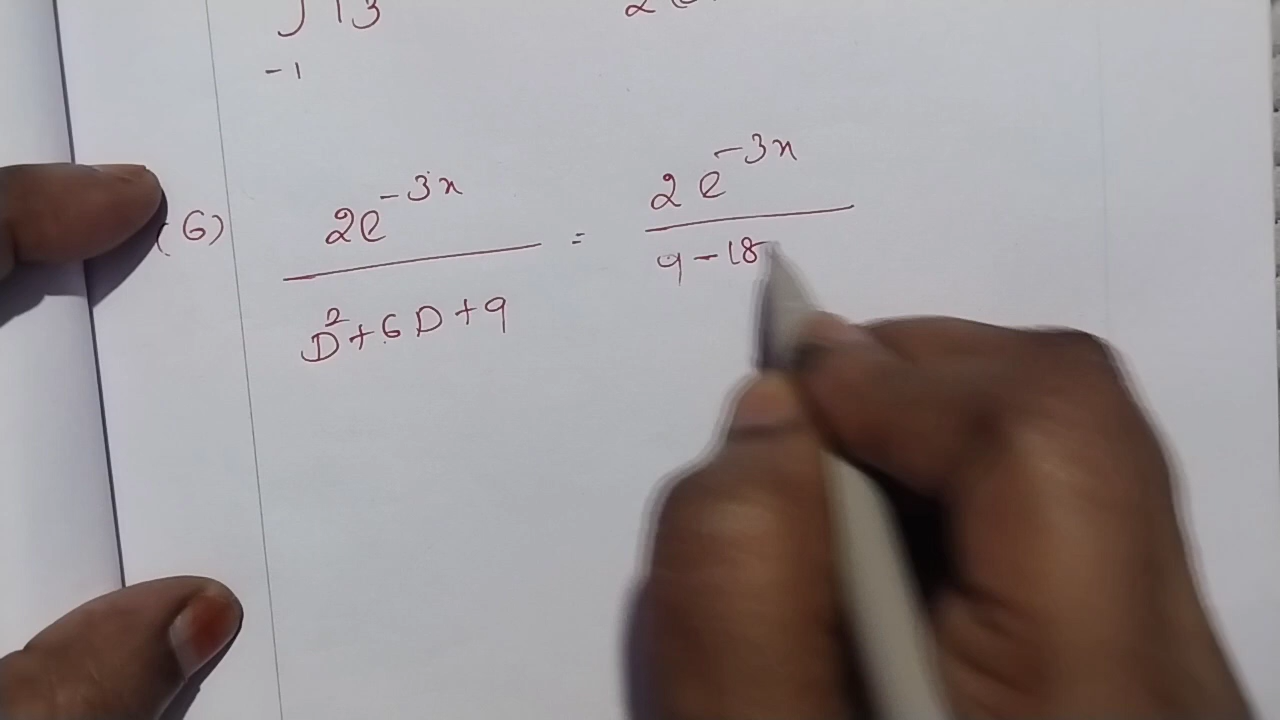 -1
(6) 2e^{-3x} / D^2+6D+9 = 2e^{-3x} / 9-18